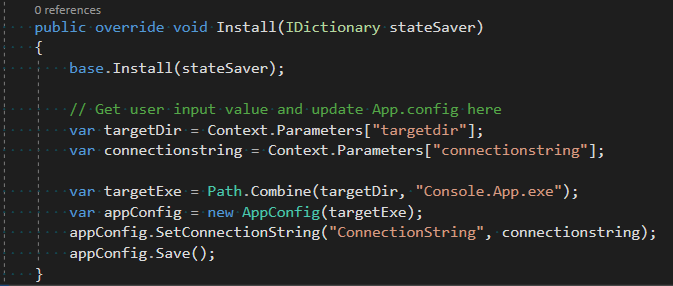 0 references
public override void Install(IDictionary stateSaver)
{
base.Install(stateSaver);
// Get user input value and update App.config here
var targetDir = Context.Parameters["targetdir"];
var connectionstring = Context.Parameters["connectionstring"];
var targetExe = Path.Combine(targetDir, "Console.App.exe");
var appConfig = new AppConfig(targetExe);
appConfig.SetConnectionString("ConnectionString", connectionstring);
appConfig.Save();
}